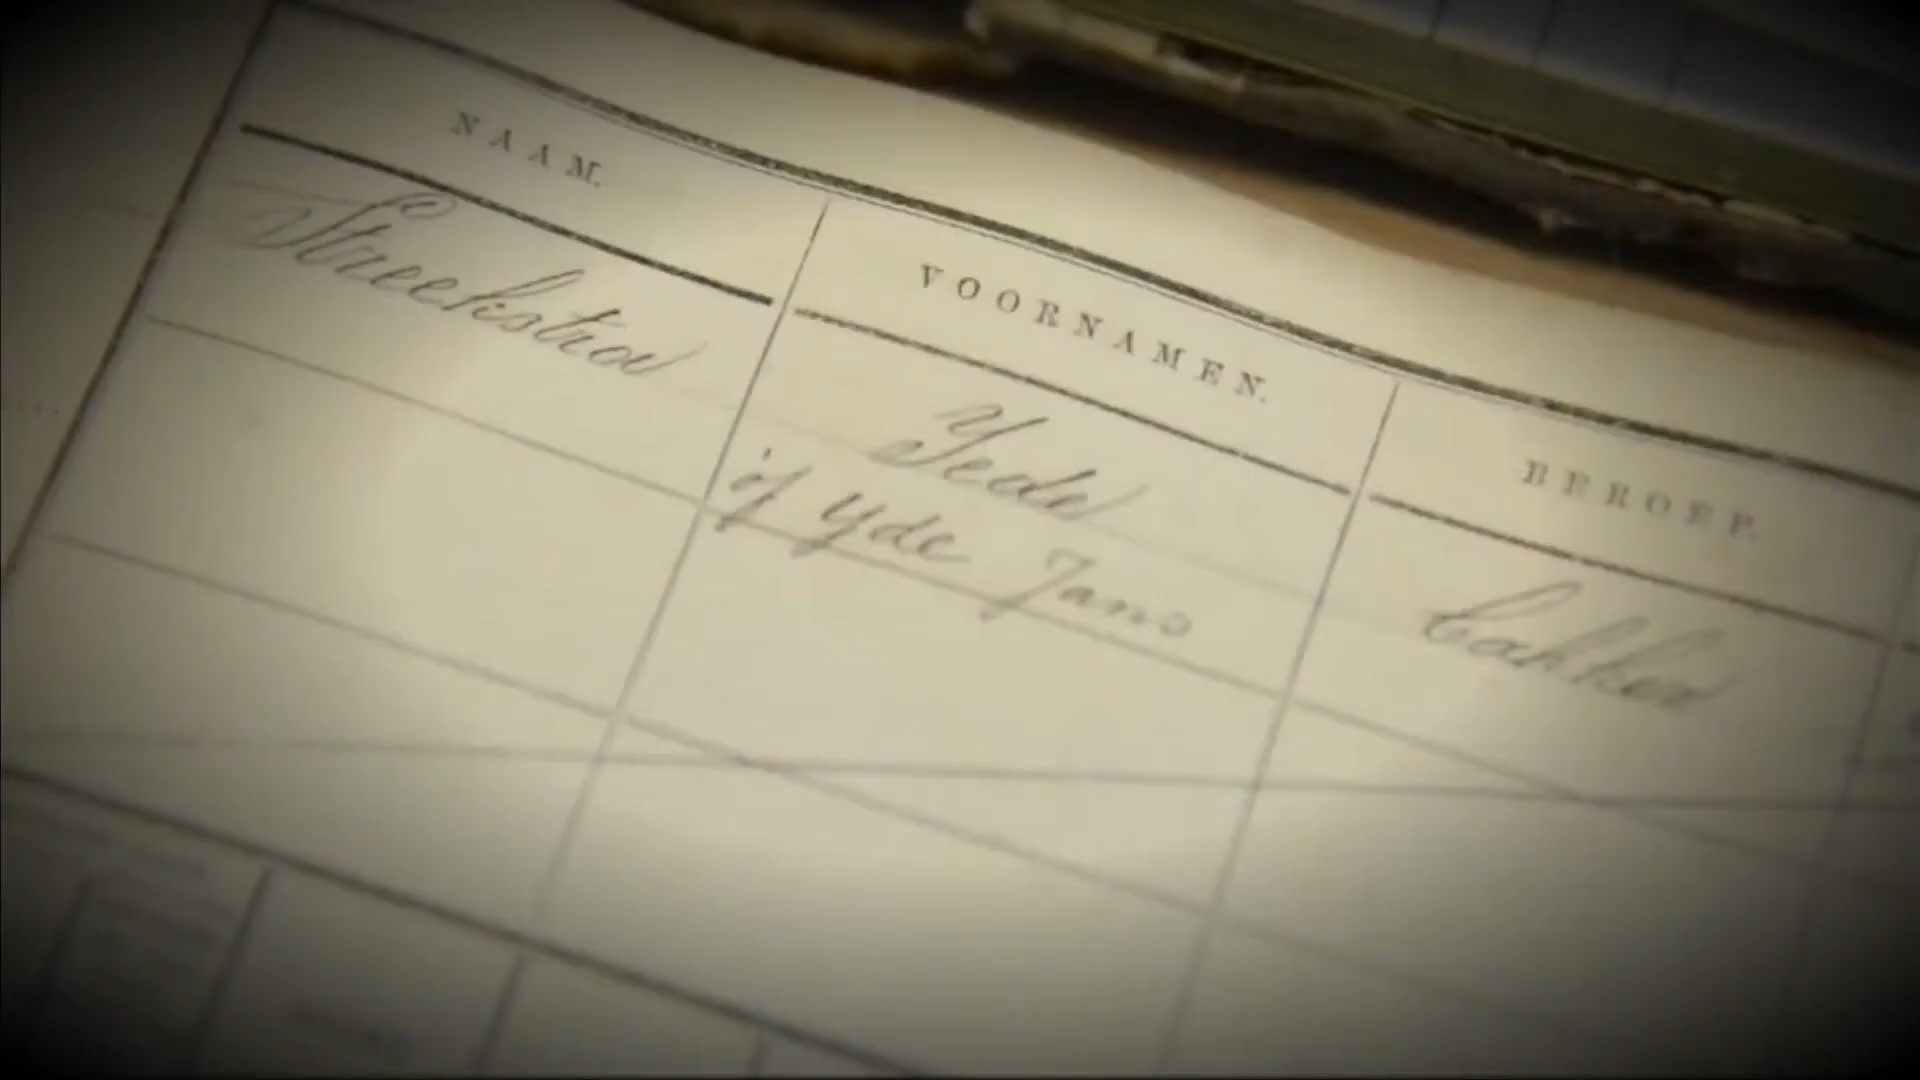 NAAM.
VOORNAMEN.
BEROEP.
Streekstra
Yede
of Yde Jans
bakker